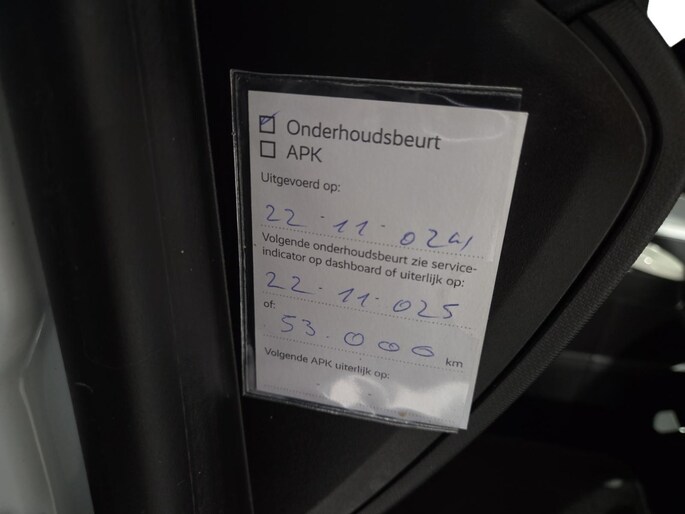 ☑ Onderhoudsbeurt
☐ APK
Uitgevoerd op:
22.11.024
Volgende onderhoudsbeurt zie service-
indicator op dashboard of uiterlijk op:
22.11.025
of:
53.000 km
Volgende APK uiterlijk op: